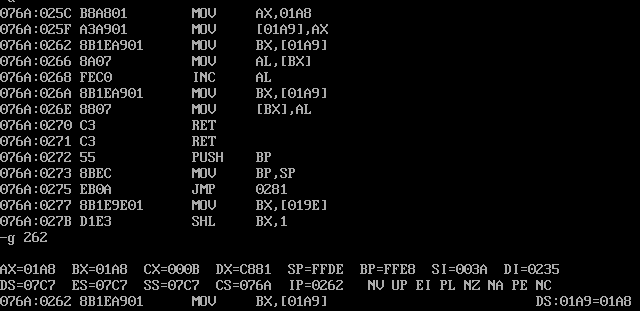 076A:025C B8A801 MOV AX,01A8
076A:025F A3A901 MOV [01A9],AX
076A:0262 8B1EA901 MOV BX,[01A9]
076A:0266 8A07 MOV AL,[BX]
076A:0268 FEC0 INC AL
076A:026A 8B1EA901 MOV BX,[01A9]
076A:026E 8807 MOV [BX],AL
076A:0270 C3 RET
076A:0271 C3 RET
076A:0272 55 PUSH BP
076A:0273 8BEC MOV BP,SP
076A:0275 EB0A JMP 0281
076A:0277 8B1E9E01 MOV BX,[019E]
076A:027B D1E3 SHL BX,1
-g 262
AX=01A8 BX=01A8 CX=000B DX=C881 SP=FFDE BP=FFE8 SI=003A DI=0235
DS=07C7 ES=07C7 SS=07C7 CS=076A IP=0262 NV UP EI PL NZ NA PE NC
076A:0262 8B1EA901 MOV BX,[01A9] DS:01A9=01A8